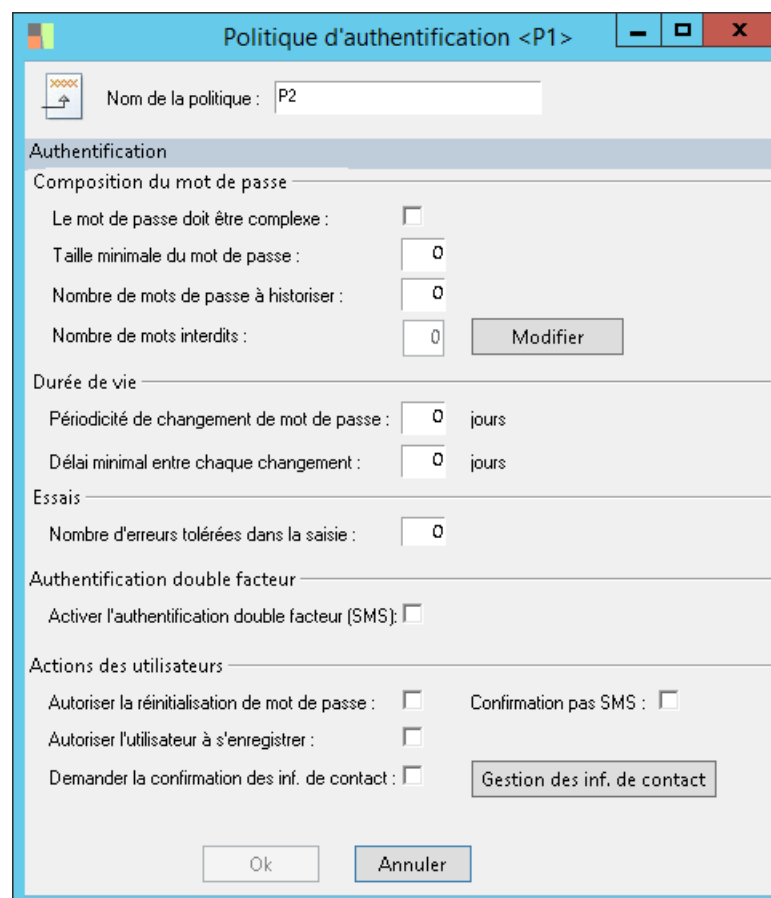 Politique d'authentification <P1>
Nom de la politique : P2
Authentification
Composition du mot de passe
Le mot de passe doit être complexe :
Taille minimale du mot de passe : 0
Nombre de mots de passe à historiser : 0
Nombre de mots interdits : 0 Modifier
Durée de vie
Périodicité de changement de mot de passe : 0 jours
Délai minimal entre chaque changement : 0 jours
Essais
Nombre d'erreurs tolérées dans la saisie : 0
Authentification double facteur
Activer l'authentification double facteur (SMS):
Actions des utilisateurs
Autoriser la réinitialisation de mot de passe : Confirmation pas SMS :
Autoriser l'utilisateur à s'enregistrer :
Demander la confirmation des inf. de contact : Gestion des inf. de contact
Ok Annuler